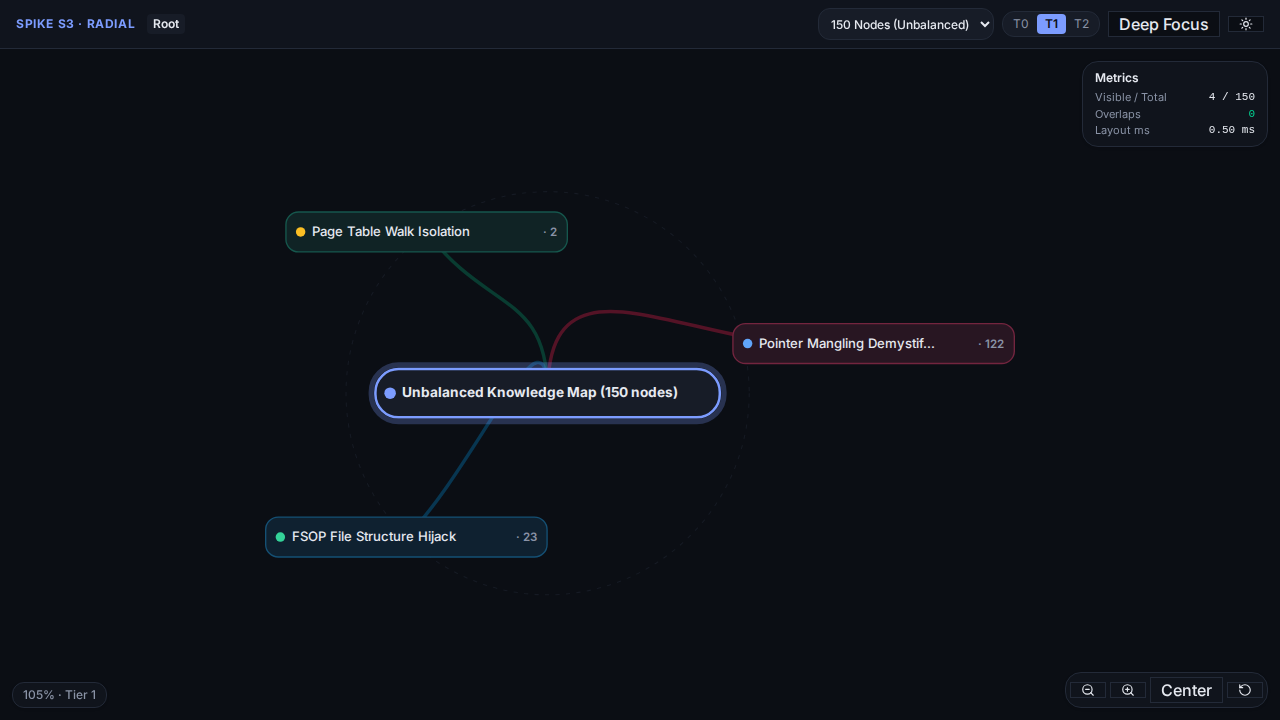 SPIKE S3 · RADIAL Root 150 Nodes (Unbalanced) T0 T1 T2 Deep Focus
Metrics
Visible / Total 4 / 150
Overlaps 0
Layout ms 0.50 ms
Page Table Walk Isolation · 2
Pointer Mangling Demystif... · 122
Unbalanced Knowledge Map (150 nodes)
FSOP File Structure Hijack · 23
105% · Tier 1 Center